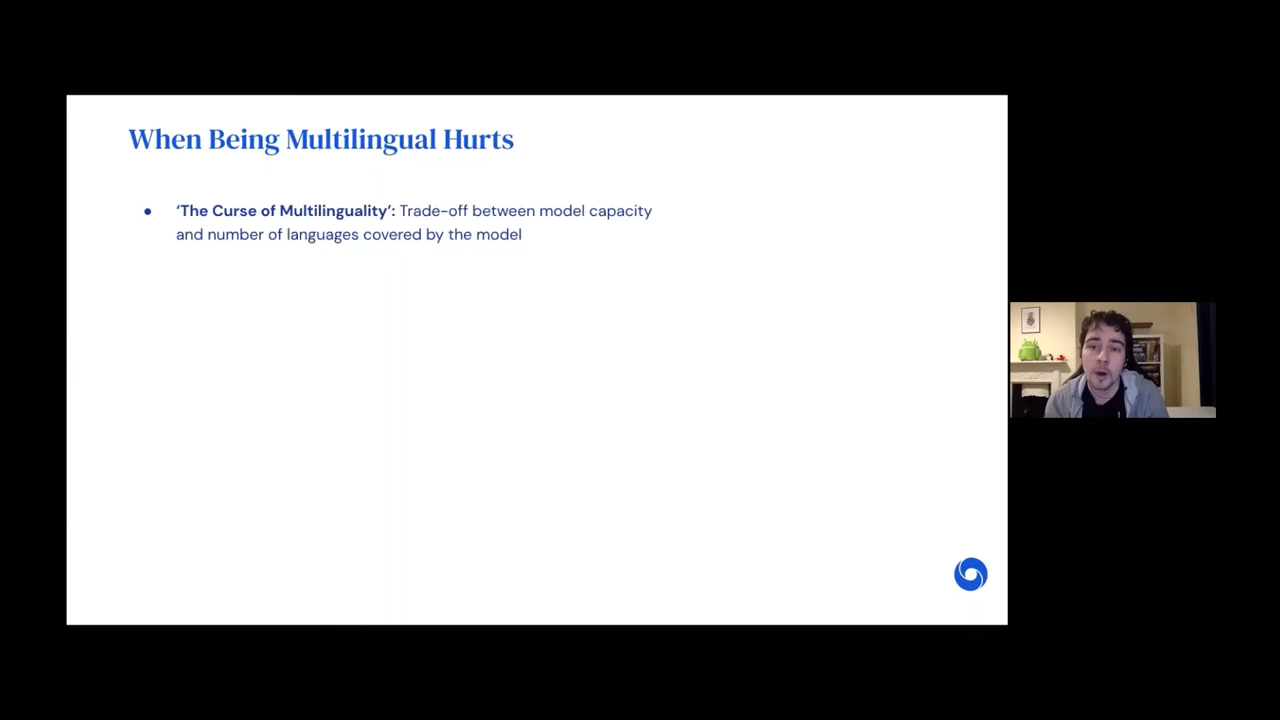 When Being Multilingual Hurts
● ‘The Curse of Multilinguality’: Trade-off between model capacity
and number of languages covered by the model